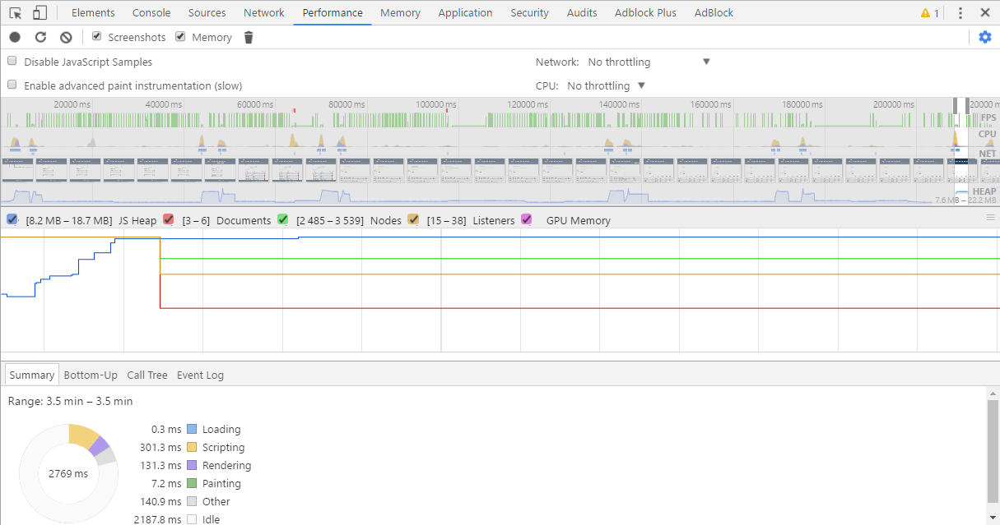 Elements Console Sources Network Performance Memory Application Security Audits Adblock Plus AdBlock 1
Screenshots Memory
Disable JavaScript Samples Network: No throttling
Enable advanced paint instrumentation (slow) CPU: No throttling
20000 ms 40000 ms 60000 ms 80000 ms 100000 ms 120000 ms 140000 ms 160000 ms 180000 ms 200000 ms 20000 ms
FPS
CPU
NET
HEAP
7.6 MB – 22.2 MB
[8.2 MB – 18.7 MB] JS Heap [3 – 6] Documents [2 485 – 3 539] Nodes [15 – 38] Listeners GPU Memory
Summary Bottom-Up Call Tree Event Log
Range: 3.5 min – 3.5 min
0.3 ms Loading
301.3 ms Scripting
131.3 ms Rendering
2769 ms
7.2 ms Painting
140.9 ms Other
2187.8 ms Idle